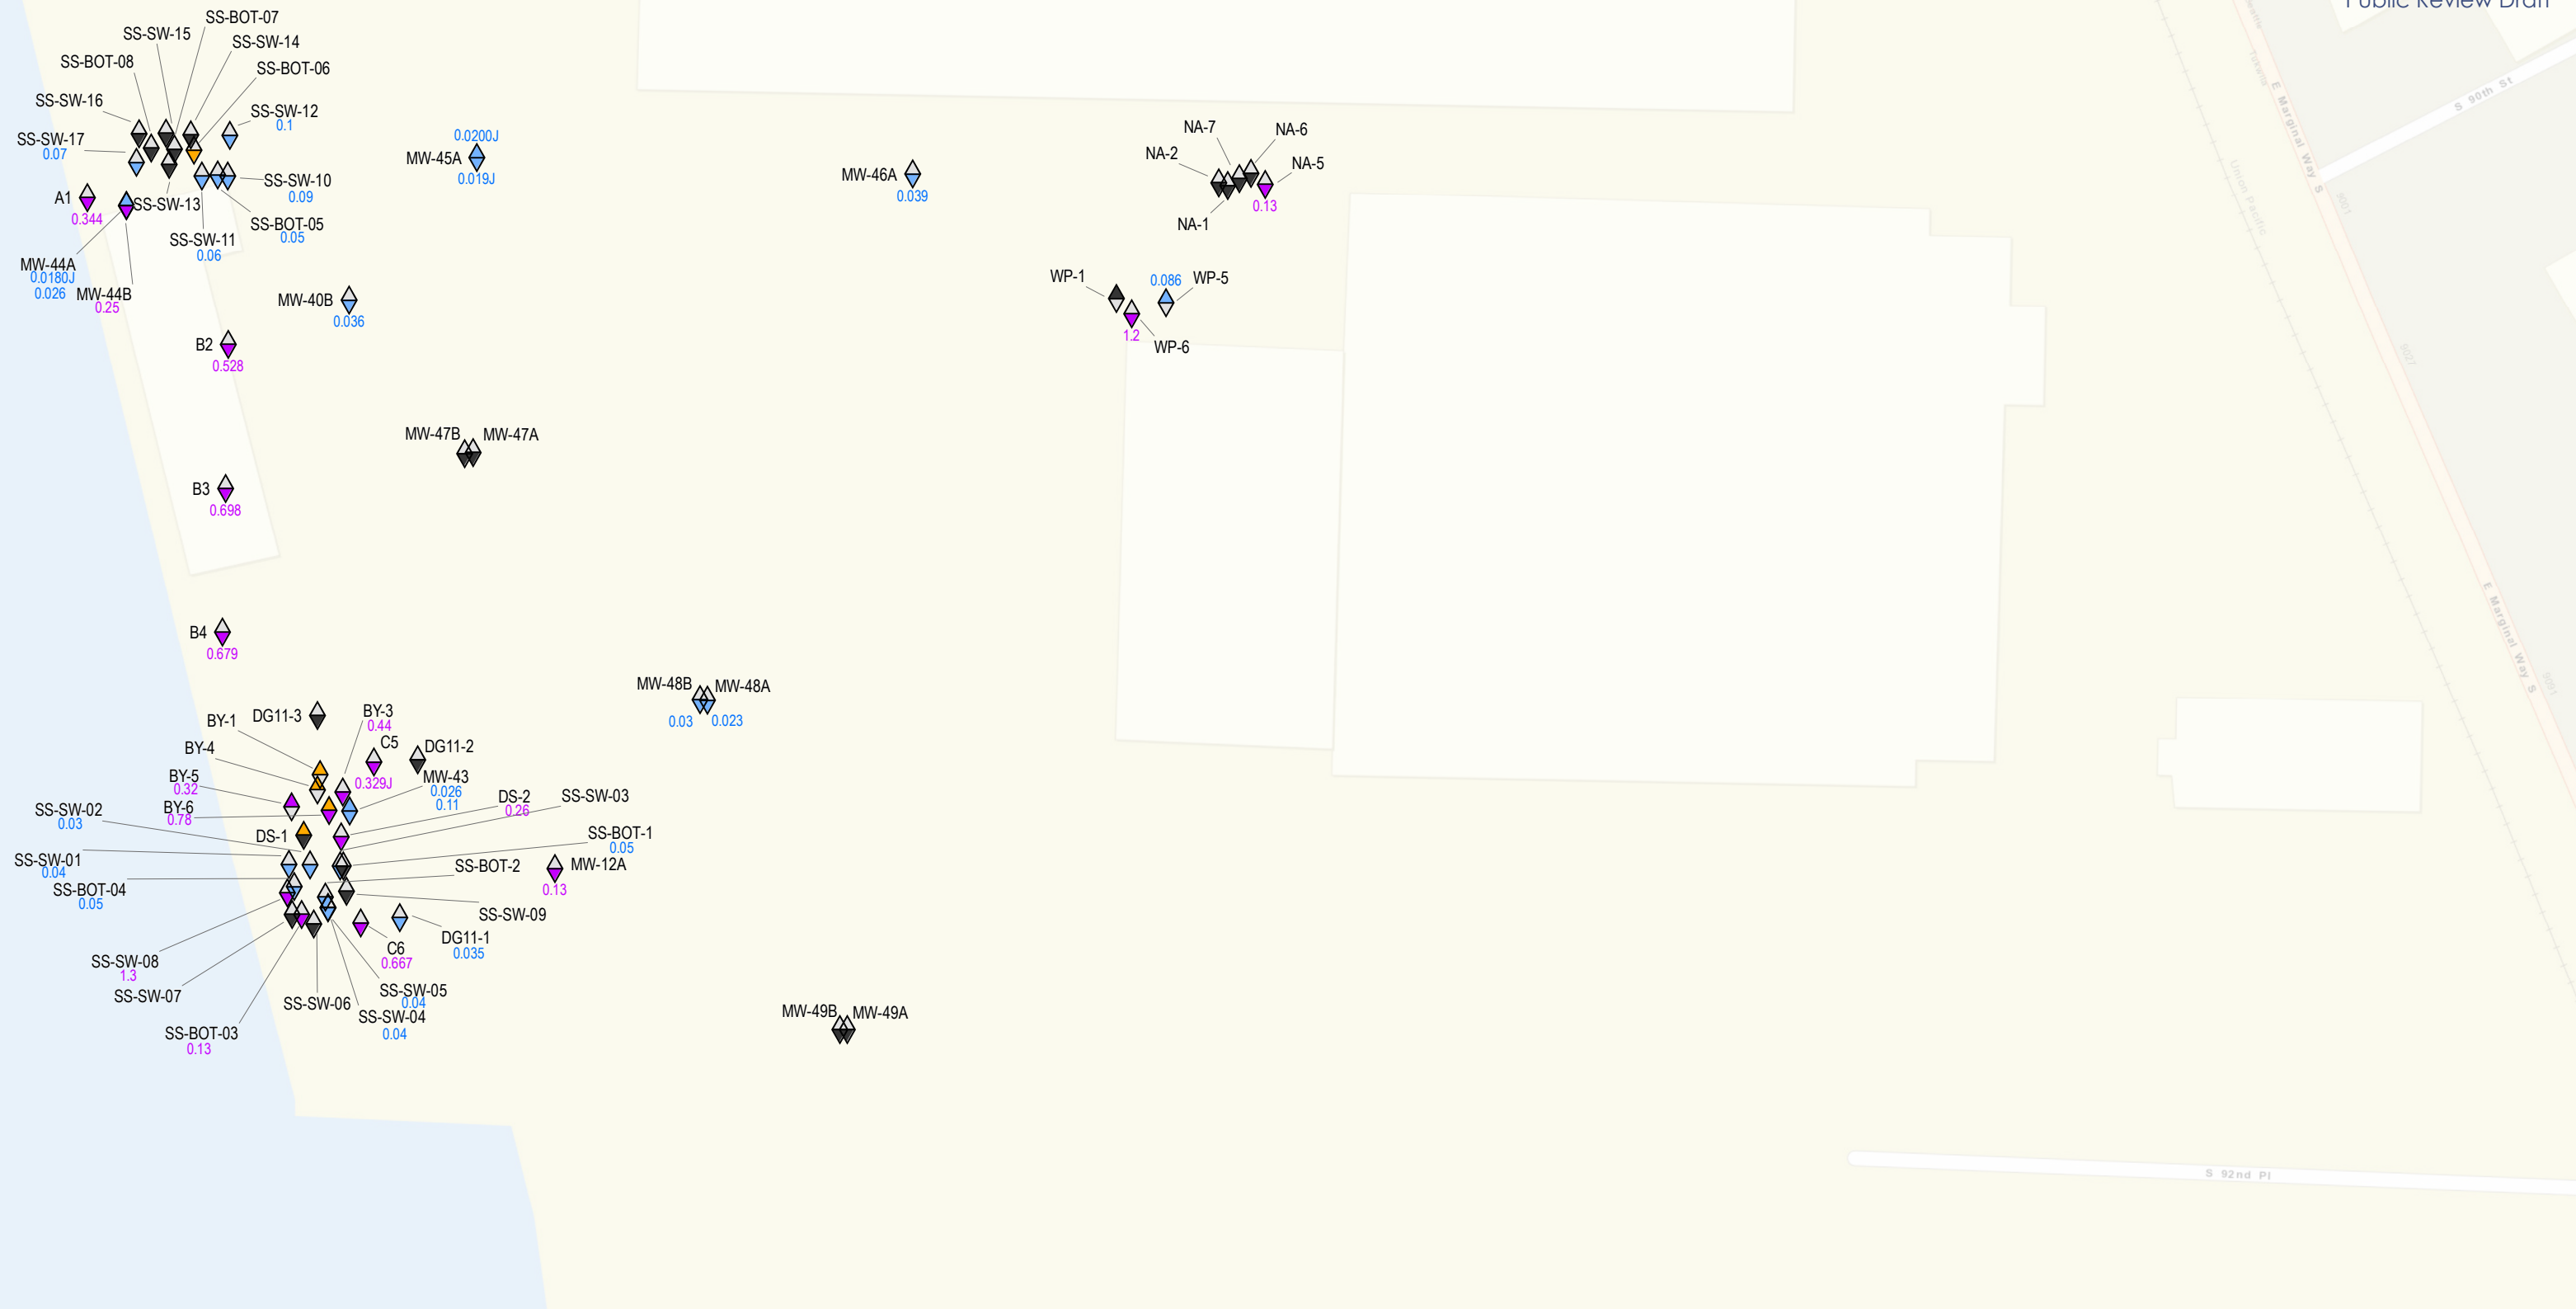 Public Review Draft
SS-BOT-07
SS-SW-15
SS-SW-14
SS-BOT-08
SS-BOT-06
SS-SW-16
SS-SW-12
0.1
SS-SW-17
0.07
SS-SW-10
0.09
A1
0.344
SS-SW-13
SS-BOT-05
0.05
SS-SW-11
0.06
MW-44A
0.0180J
0.026
MW-44B
0.25
0.0200J
MW-45A
0.019J
MW-46A
0.039
NA-7
NA-6
NA-2
NA-5
0.13
NA-1
WP-1
0.086
WP-5
1.2
WP-6
MW-40B
0.036
B2
0.528
MW-47B
MW-47A
B3
0.698
B4
0.679
MW-48B
MW-48A
0.03
0.023
BY-1
DG11-3
BY-3
0.44
BY-4
C5
0.329J
DG11-2
BY-5
0.32
MW-43
0.026
0.11
BY-6
0.78
DS-2
0.26
SS-SW-03
SS-SW-02
0.03
DS-1
SS-BOT-1
0.05
SS-SW-01
0.04
SS-BOT-2
MW-12A
0.13
SS-BOT-04
0.05
SS-SW-09
DG11-1
0.035
C6
0.667
SS-SW-08
1.3
SS-SW-07
SS-SW-05
0.04
SS-SW-06
SS-SW-04
0.04
SS-BOT-03
0.13
MW-49B
MW-49A
S 90th St
E Marginal Way S
Seattle
Tukwila
Union Pacific
9001
9027
E Marginal Way S
9091
S 92nd Pl